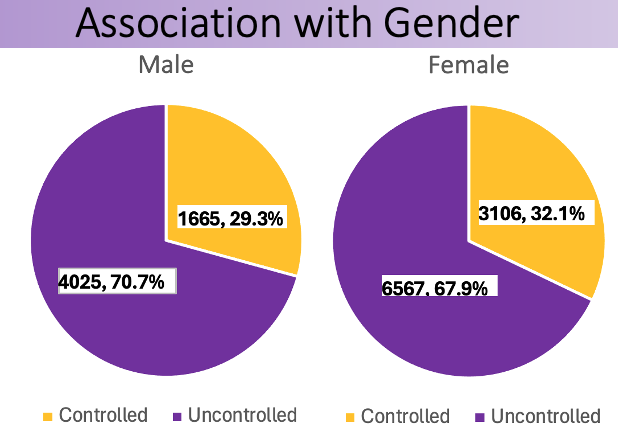 Association with Gender
Male
Female
1665, 29.3%
4025, 70.7%
3106, 32.1%
6567, 67.9%
Controlled
Uncontrolled
Controlled
Uncontrolled